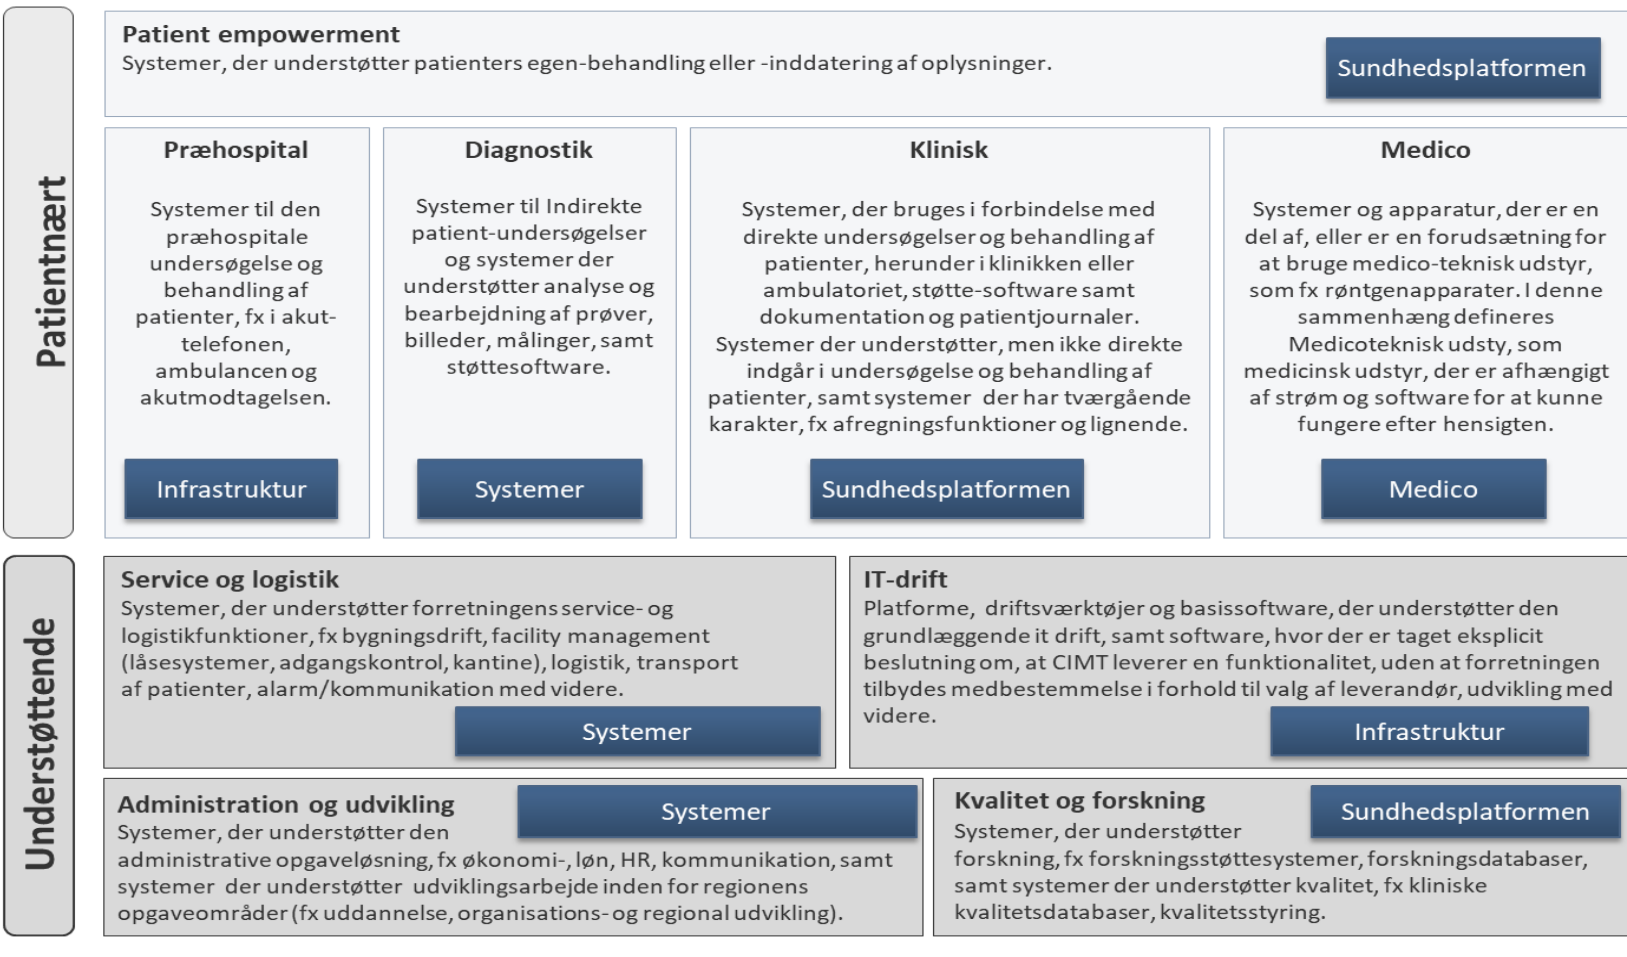 Patientnært
Patient empowerment
Systemer, der understøtter patienters egen-behandling eller -inddatering af oplysninger.
Sundhedsplatformen
Præhospital
Systemer til den
præhospitale
undersøgelse og
behandling af
patienter, fx i akut-
telefonen,
ambulancen og
akutmodtagelsen.
Infrastruktur
Diagnostik
Systemer til Indirekte
patient-undersøgelser
og systemer der
understøtter analyse og
bearbejdning af prøver,
billeder, målinger, samt
støttesoftware.
Systemer
Klinisk
Systemer, der bruges i forbindelse med
direkte undersøgelser og behandling af
patienter, herunder i klinikken eller
ambulatoriet, støtte-software samt
dokumentation og patientjournaler.
Systemer der understøtter, men ikke direkte
indgår i undersøgelse og behandling af
patienter, samt systemer der har tværgående
karakter, fx afregningsfunktioner og lignende.
Sundhedsplatformen
Medico
Systemer og apparatur, der er en
del af, eller er en forudsætning for
at bruge medico-teknisk udstyr,
som fx røntgenapparater. I denne
sammenhæng defineres
Medicoteknisk udsty, som
medicinsk udstyr, der er afhængigt
af strøm og software for at kunne
fungere efter hensigten.
Medico
Understøttende
Service og logistik
Systemer, der understøtter forretningens service- og
logistikfunktioner, fx bygningsdrift, facility management
(låsesystemer, adgangskontrol, kantine), logistik, transport
af patienter, alarm/kommunikation med videre.
Systemer
IT-drift
Platforme, driftsværktøjer og basissoftware, der understøtter den
grundlæggende it drift, samt software, hvor der er taget eksplicit
beslutning om, at CIMT leverer en funktionalitet, uden at forretningen
tilbydes medbestemmelse i forhold til valg af leverandør, udvikling med
videre.
Infrastruktur
Administration og udvikling
Systemer
Systemer, der understøtter den
administrative opgaveløsning, fx økonomi-, løn, HR, kommunikation, samt
systemer der understøtter udviklingsarbejde inden for regionens
opgaveområder (fx uddannelse, organisations- og regional udvikling).
Kvalitet og forskning
Sundhedsplatformen
Systemer, der understøtter
forskning, fx forskningsstøttesystemer, forskningsdatabaser,
samt systemer der understøtter kvalitet, fx kliniske
kvalitetsdatabaser, kvalitetsstyring.